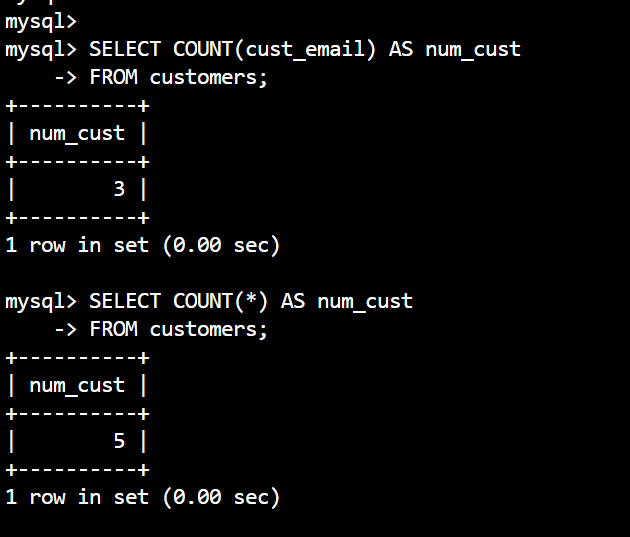 mysql>
mysql> SELECT COUNT(cust_email) AS num_cust
    -> FROM customers;
+----------+
| num_cust |
+----------+
|        3 |
+----------+
1 row in set (0.00 sec)

mysql> SELECT COUNT(*) AS num_cust
    -> FROM customers;
+----------+
| num_cust |
+----------+
|        5 |
+----------+
1 row in set (0.00 sec)